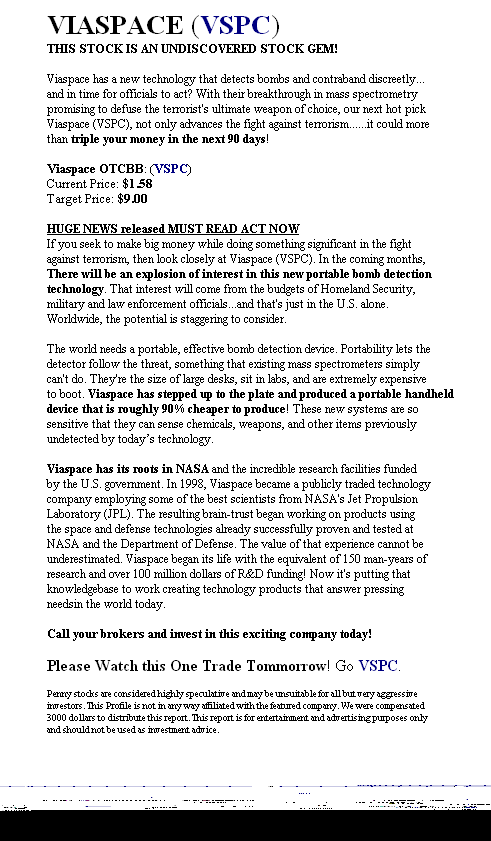 VIASPACE (VSPC)
THIS STOCK IS AN UNDISCOVERED STOCK GEM!
Viaspace has a new technology that detects bombs and contraband discreetly...
and in time for officials to act? With their breakthrough in mass spectrometry
promising to defuse the terrorist's ultimate weapon of choice, our next hot pick
Viaspace (VSPC), not only advances the fight against terrorism......it could more
than triple your money in the next 90 days!
Viaspace OTCBB: (VSPC)
Current Price: $1.58
Target Price: $9.00
HUGE NEWS released MUST READ ACT NOW
If you seek to make big money while doing something significant in the fight
against terrorism, then look closely at Viaspace (VSPC). In the coming months,
There will be an explosion of interest in this new portable bomb detection
technology. That interest will come from the budgets of Homeland Security,
military and law enforcement officials...and that's just in the U.S. alone.
Worldwide, the potential is staggering to consider.
The world needs a portable, effective bomb detection device. Portability lets the
detector follow the threat, something that existing mass spectrometers simply
can't do. They're the size of large desks, sit in labs, and are extremely expensive
to boot. Viaspace has stepped up to the plate and produced a portable handheld
device that is roughly 90% cheaper to produce! These new systems are so
sensitive that they can sense chemicals, weapons, and other items previously
undetected by today's technology.
Viaspace has its roots in NASA and the incredible research facilities funded
by the U.S. government. In 1998, Viaspace became a publicly traded technology
company employing some of the best scientists from NASA's Jet Propulsion
Laboratory (JPL). The resulting brain-trust began working on products using
the space and defense technologies already successfully proven and tested at
NASA and the Department of Defense. The value of that experience cannot be
underestimated. Viaspace began its life with the equivalent of 150 man-years of
research and over 100 million dollars of R&D funding! Now it's putting that
knowledgebase to work creating technology products that answer pressing
needsin the world today.
Call your brokers and invest in this exciting company today!
Please Watch this One Trade Tommorrow! Go VSPC.
Penny stocks are considered highly speculative and may be unsuitable for all but very aggressive
investors. This Profile is not in any way affiliated with the featured company. We were compensated
3000 dollars to distribute this report. This report is for entertainment and advertising purposes only
and should not be used as investment advice.